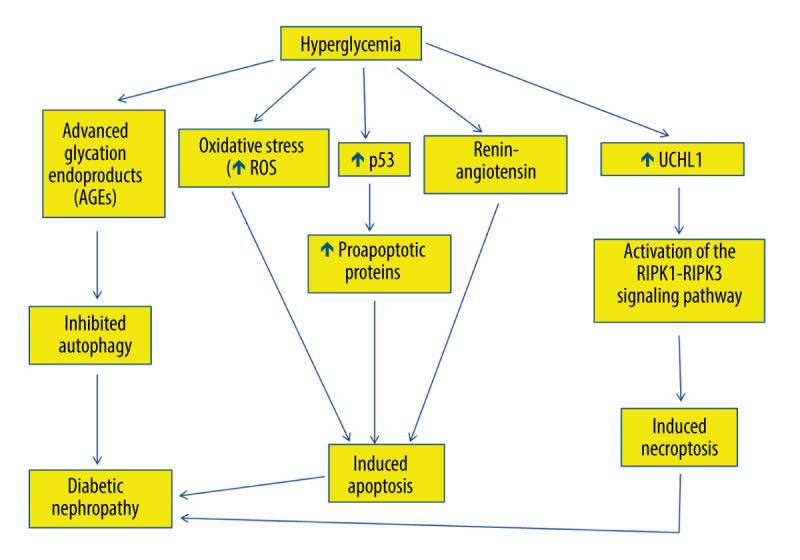 Hyperglycemia
Advanced
glycation
endoproducts
(AGEs)
Oxidative stress
(↑ ROS
↑ p53
Renin-
angiotensin
↑ UCHL1
↑ Proapoptotic
proteins
Activation of the
RIPK1-RIPK3
signaling pathway
Inhibited
autophagy
Induced
necroptosis
Induced
apoptosis
Diabetic
nephropathy